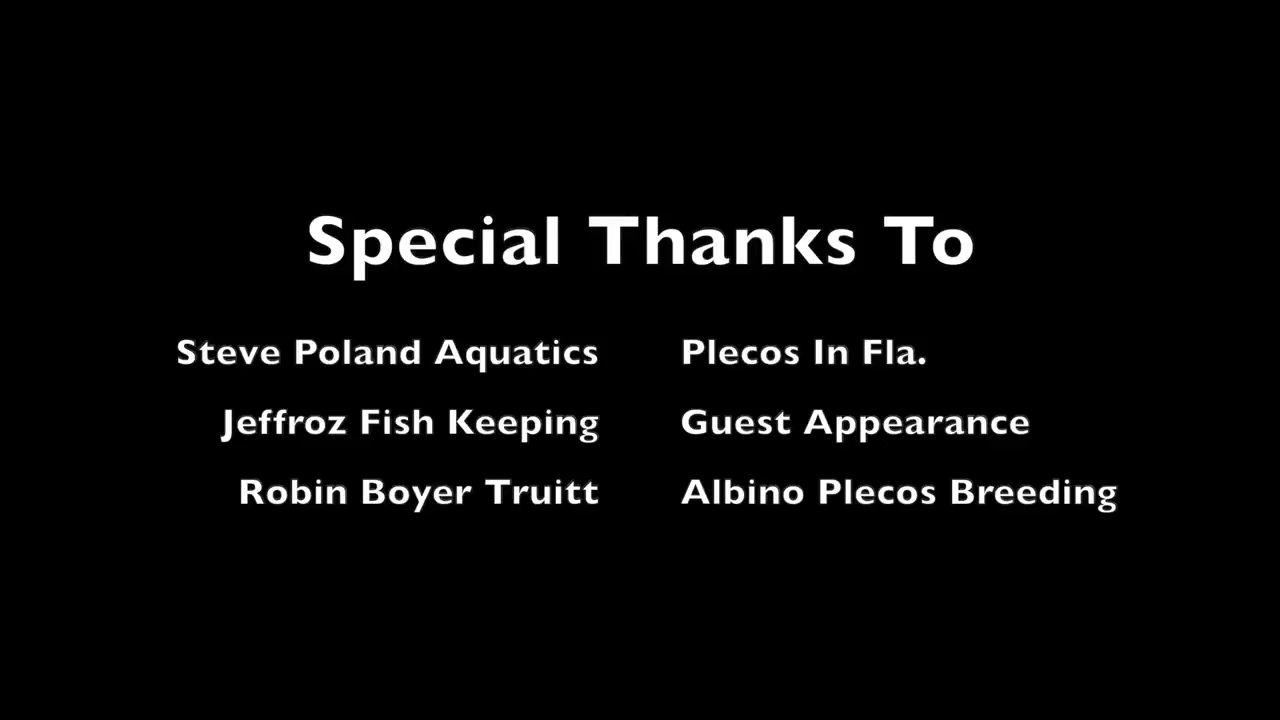 Special Thanks To
Steve Poland Aquatics Plecos In Fla.
Jeffroz Fish Keeping Guest Appearance
Robin Boyer Truitt Albino Plecos Breeding